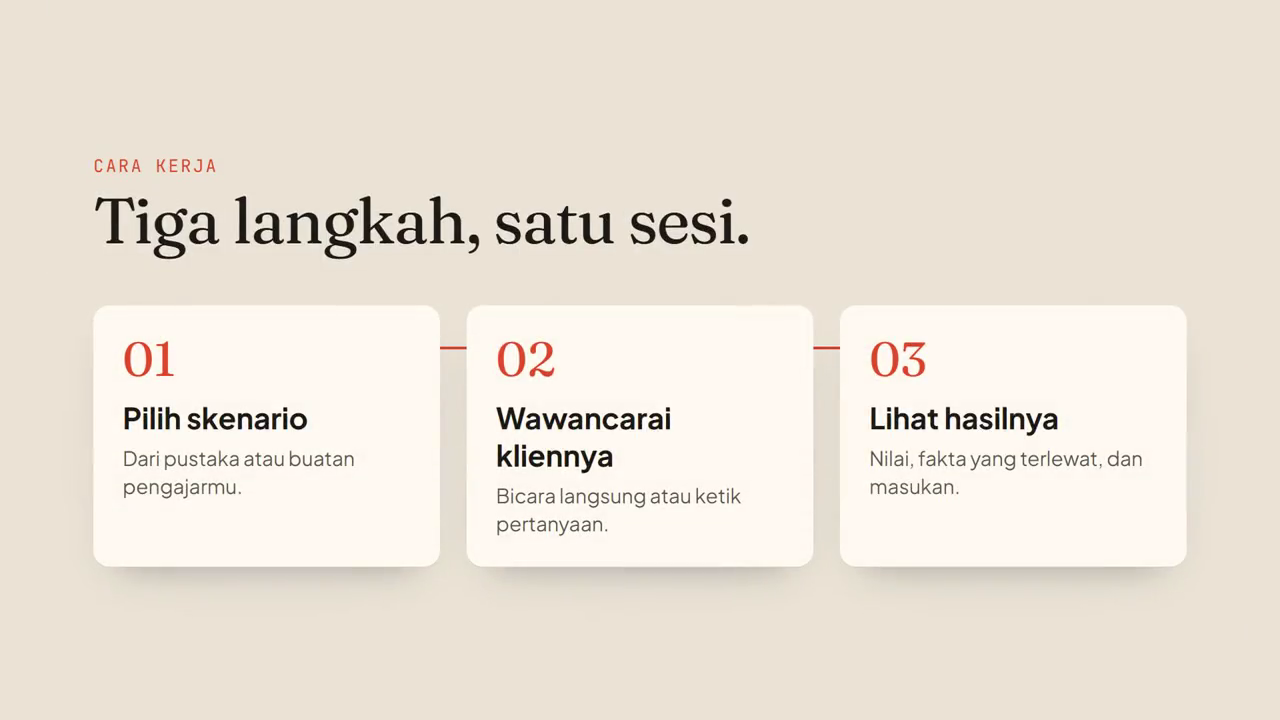 CARA KERJA
Tiga langkah, satu sesi.
01
Pilih skenario
Dari pustaka atau buatan
pengajarmu.
02
Wawancarai
kliennya
Bicara langsung atau ketik
pertanyaan.
03
Lihat hasilnya
Nilai, fakta yang terlewat, dan
masukan.